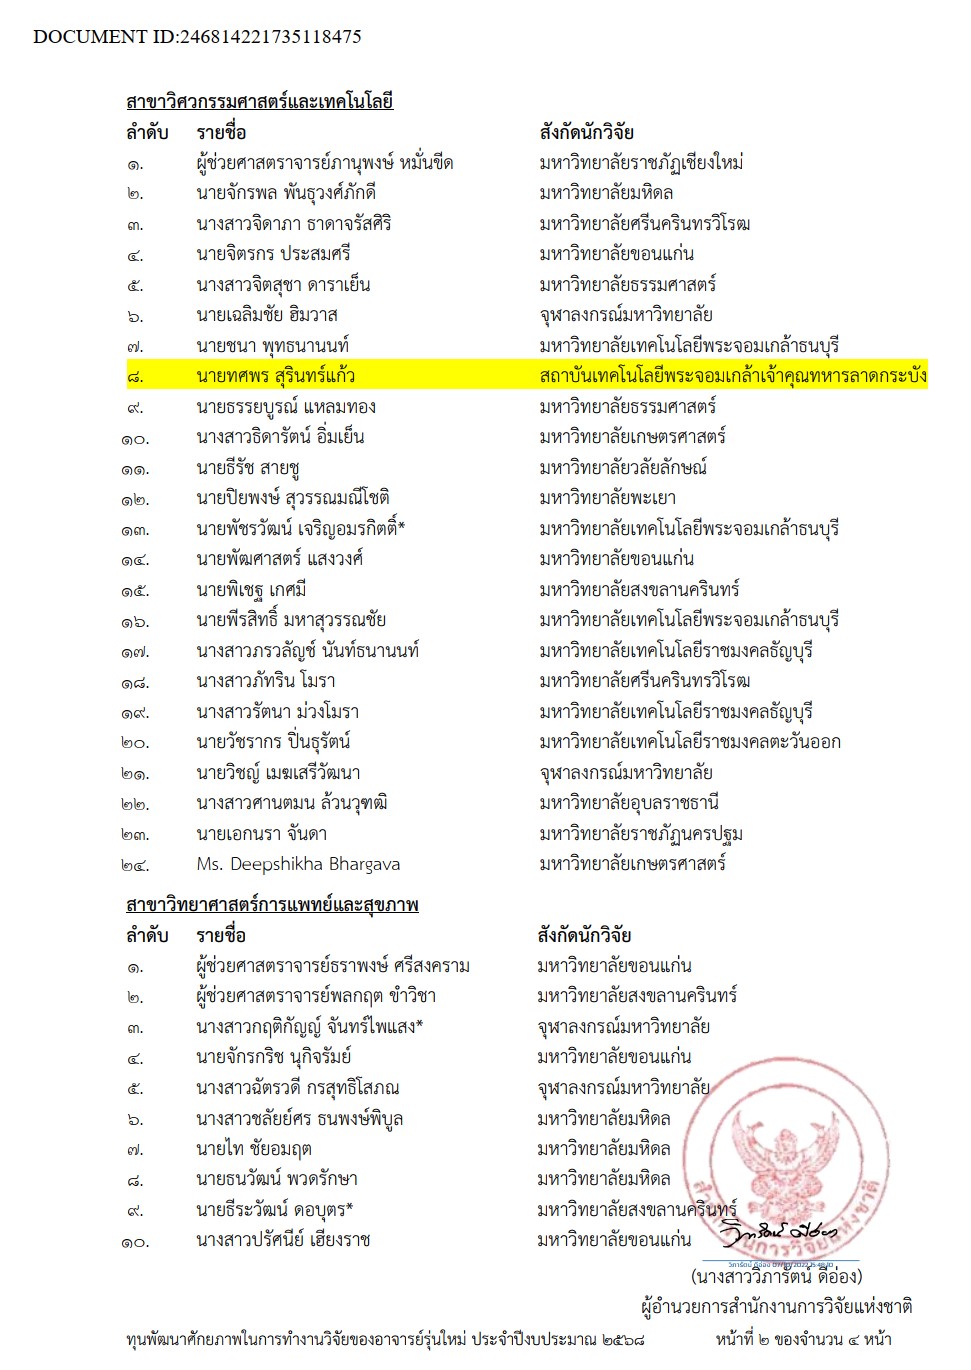 DOCUMENT ID:246814221735118475
สาขาวิศวกรรมศาสตร์และเทคโนโลยี
ลำดับ รายชื่อ สังกัดนักวิจัย
๑. ผู้ช่วยศาสตราจารย์ภานุพงษ์ หมั่นขีด มหาวิทยาลัยราชภัฏเชียงใหม่
๒. นายจักรพล พันธุวงศ์ภักดี มหาวิทยาลัยมหิดล
๓. นางสาวจิดาภา ธาดาจรัสศิริ มหาวิทยาลัยศรีนครินทรวิโรฒ
๔. นายจิตรกร ประสมศรี มหาวิทยาลัยขอนแก่น
๕. นางสาวจิตสุชา ดาราเย็น มหาวิทยาลัยธรรมศาสตร์
๖. นายเฉลิมชัย ฮิมวาส จุฬาลงกรณ์มหาวิทยาลัย
๗. นายชนา พุทธนานนท์ มหาวิทยาลัยเทคโนโลยีพระจอมเกล้าธนบุรี
๘. นายทศพร สุรินทร์แก้ว สถาบันเทคโนโลยีพระจอมเกล้าเจ้าคุณทหารลาดกระบัง
๙. นายธรรยบูรณ์ แหลมทอง มหาวิทยาลัยธรรมศาสตร์
๑๐. นางสาวธิดารัตน์ อิ่มเย็น มหาวิทยาลัยเกษตรศาสตร์
๑๑. นายธีรัช สายชู มหาวิทยาลัยวลัยลักษณ์
๑๒. นายปิยพงษ์ สุวรรณมณีโชติ มหาวิทยาลัยพะเยา
๑๓. นายพัชรวัฒน์ เจริญอมรกิตติ์* มหาวิทยาลัยเทคโนโลยีพระจอมเกล้าธนบุรี
๑๔. นายพัฒศาสตร์ แสงวงศ์ มหาวิทยาลัยขอนแก่น
๑๕. นายพิเชฐ เกศมี มหาวิทยาลัยสงขลานครินทร์
๑๖. นายพีรสิทธิ์ มหาสุวรรณชัย มหาวิทยาลัยเทคโนโลยีพระจอมเกล้าธนบุรี
๑๗. นางสาวภรวลัญช์ นันท์ธนานนท์ มหาวิทยาลัยเทคโนโลยีราชมงคลธัญบุรี
๑๘. นางสาวภัทริน โมรา มหาวิทยาลัยศรีนครินทรวิโรฒ
๑๙. นางสาวรัตนา ม่วงโมรา มหาวิทยาลัยเทคโนโลยีราชมงคลธัญบุรี
๒๐. นายวัชรากร ปิ่นธุรัตน์ มหาวิทยาลัยเทคโนโลยีราชมงคลตะวันออก
๒๑. นายวิชญ์ เมฆเสรีวัฒนา จุฬาลงกรณ์มหาวิทยาลัย
๒๒. นางสาวศานตมน ล้วนวุฑฒิ มหาวิทยาลัยอุบลราชธานี
๒๓. นายเอกนรา จันดา มหาวิทยาลัยราชภัฏนครปฐม
๒๔. Ms. Deepshikha Bhargava มหาวิทยาลัยเกษตรศาสตร์
สาขาวิทยาศาสตร์การแพทย์และสุขภาพ
ลำดับ รายชื่อ สังกัดนักวิจัย
๑. ผู้ช่วยศาสตราจารย์ธราพงษ์ ศรีสงคราม มหาวิทยาลัยขอนแก่น
๒. ผู้ช่วยศาสตราจารย์พลกฤต ขำวิชา มหาวิทยาลัยสงขลานครินทร์
๓. นางสาวกฤติกัญญ์ จันทร์ไพแสง* จุฬาลงกรณ์มหาวิทยาลัย
๔. นายจักรกริช นุกิจรัมย์ มหาวิทยาลัยขอนแก่น
๕. นางสาวฉัตรวดี กรสุทธิโสภณ จุฬาลงกรณ์มหาวิทยาลัย
๖. นางสาวชลัยย์ศร ธนพงษ์พิบูล มหาวิทยาลัยมหิดล
๗. นายไท ชัยอมฤต มหาวิทยาลัยมหิดล
๘. นายธนวัฒน์ พวดรักษา มหาวิทยาลัยมหิดล
๙. นายธีระวัฒน์ ดอบุตร* มหาวิทยาลัยสงขลานครินทร์
๑๐. นางสาวปรัศนีย์ เฮียงราช มหาวิทยาลัยขอนแก่น
สำนักงานการวิจัยแห่งชาติ
วิภารัตน์ ดีอ่อง
วิภารัตน์ ดีอ่อง
(นางสาววิภารัตน์ ดีอ่อง)
ผู้อำนวยการสำนักงานการวิจัยแห่งชาติ
ทุนพัฒนาศักยภาพในการทำงานวิจัยของอาจารย์รุ่นใหม่ ประจำปีงบประมาณ ๒๕๖๘ หน้าที่ ๒ ของจำนวน ๔ หน้า